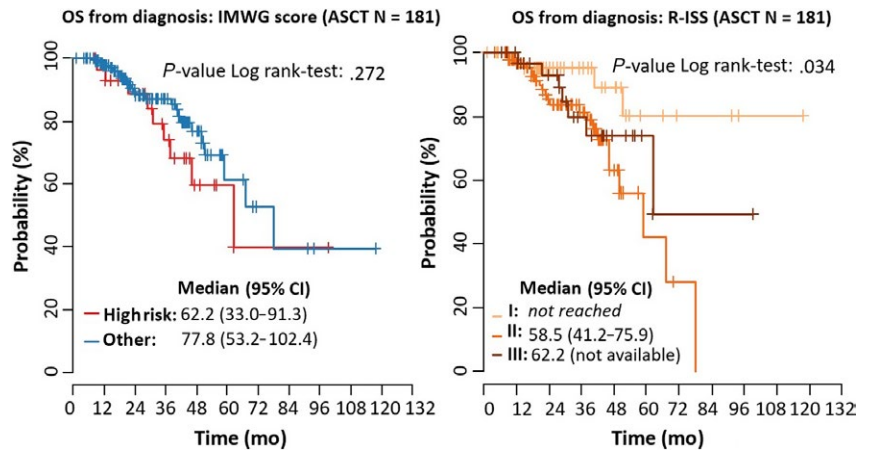 OS from diagnosis: IMWG score (ASCT N = 181)
P-value Log rank-test: .272
Probability (%)
100
80
60
40
20
0
Median (95% CI)
High risk: 62.2 (33.0–91.3)
Other: 77.8 (53.2–102.4)
0 12 24 36 48 60 72 84 96 108 120 132
Time (mo)
OS from diagnosis: R-ISS (ASCT N = 181)
P-value Log rank-test: .034
Probability (%)
100
80
60
40
20
0
Median (95% CI)
I: not reached
II: 58.5 (41.2–75.9)
III: 62.2 (not available)
0 12 24 36 48 60 72 84 96 108 120 132
Time (mo)